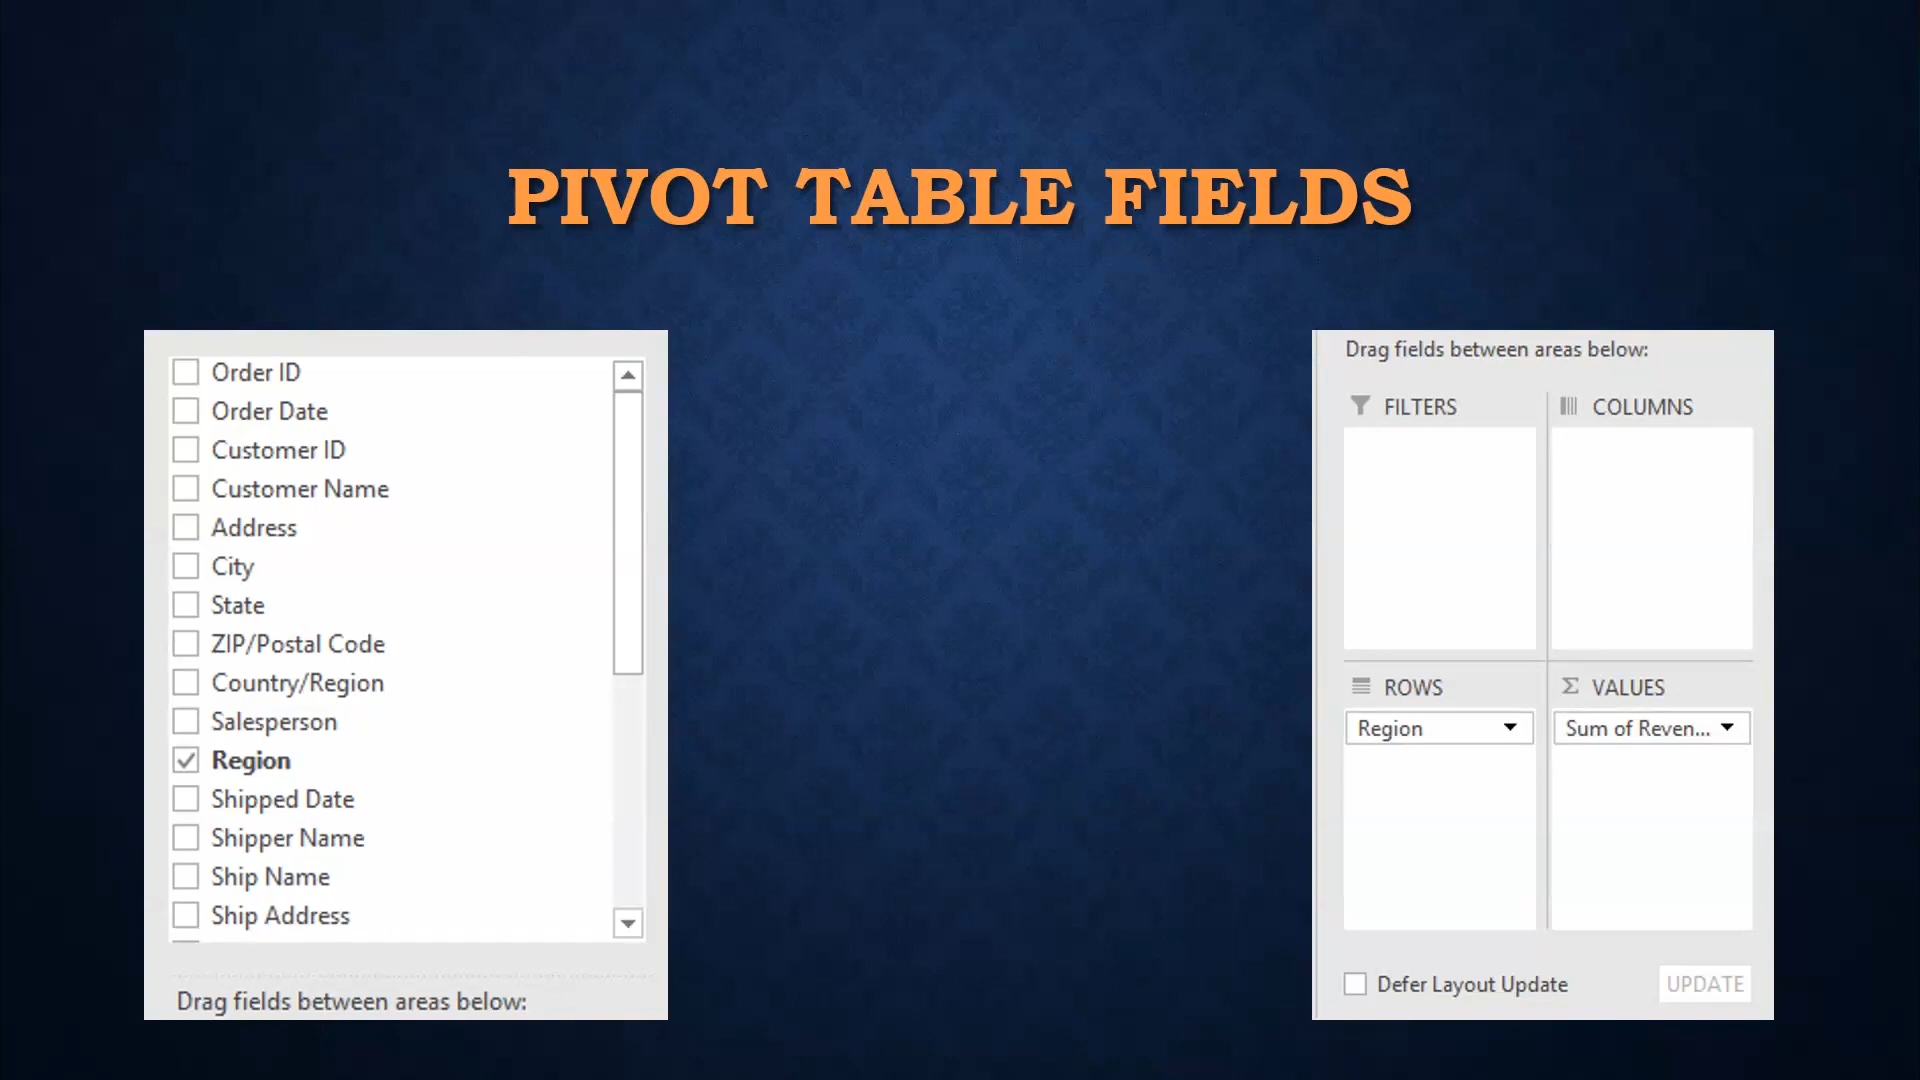 PIVOT TABLE FIELDS
Order ID
Order Date
Customer ID
Customer Name
Address
City
State
ZIP/Postal Code
Country/Region
Salesperson
Region
Shipped Date
Shipper Name
Ship Name
Ship Address
Drag fields between areas below:
Drag fields between areas below:
FILTERS
COLUMNS
ROWS
Σ VALUES
Region
Sum of Reven...
Defer Layout Update
UPDATE